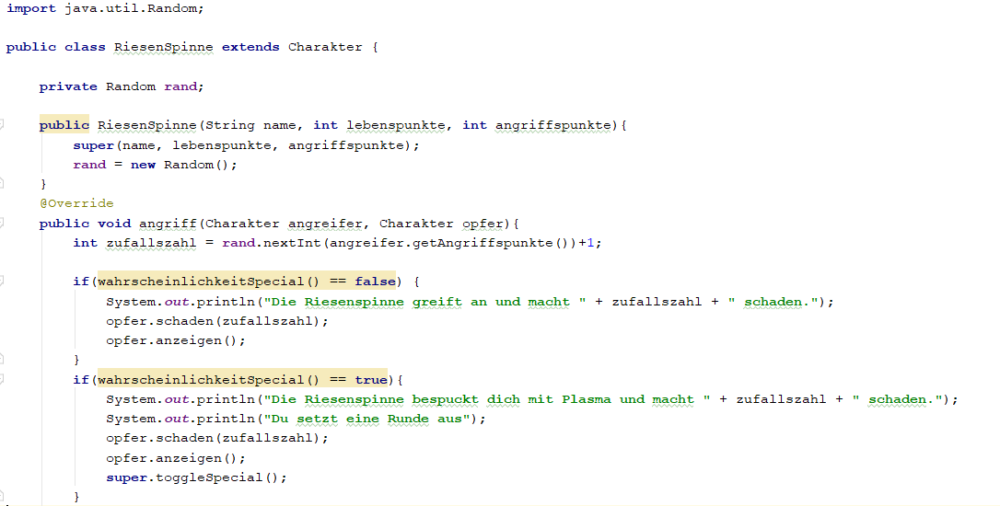 import java.util.Random;
public class RiesenSpinne extends Charakter {
private Random rand;
public RiesenSpinne(String name, int lebenspunkte, int angriffspunkte){
super(name, lebenspunkte, angriffspunkte);
rand = new Random();
}
@Override
public void angriff(Charakter angreifer, Charakter opfer){
int zufallszahl = rand.nextInt(angreifer.getAngriffspunkte())+1;
if(wahrscheinlichkeitSpecial() == false) {
System.out.println("Die Riesenspinne greift an und macht " + zufallszahl + " schaden.");
opfer.schaden(zufallszahl);
opfer.anzeigen();
}
if(wahrscheinlichkeitSpecial() == true){
System.out.println("Die Riesenspinne bespuckt dich mit Plasma und macht " + zufallszahl + " schaden.");
System.out.println("Du setzt eine Runde aus");
opfer.schaden(zufallszahl);
opfer.anzeigen();
super.toggleSpecial();
}